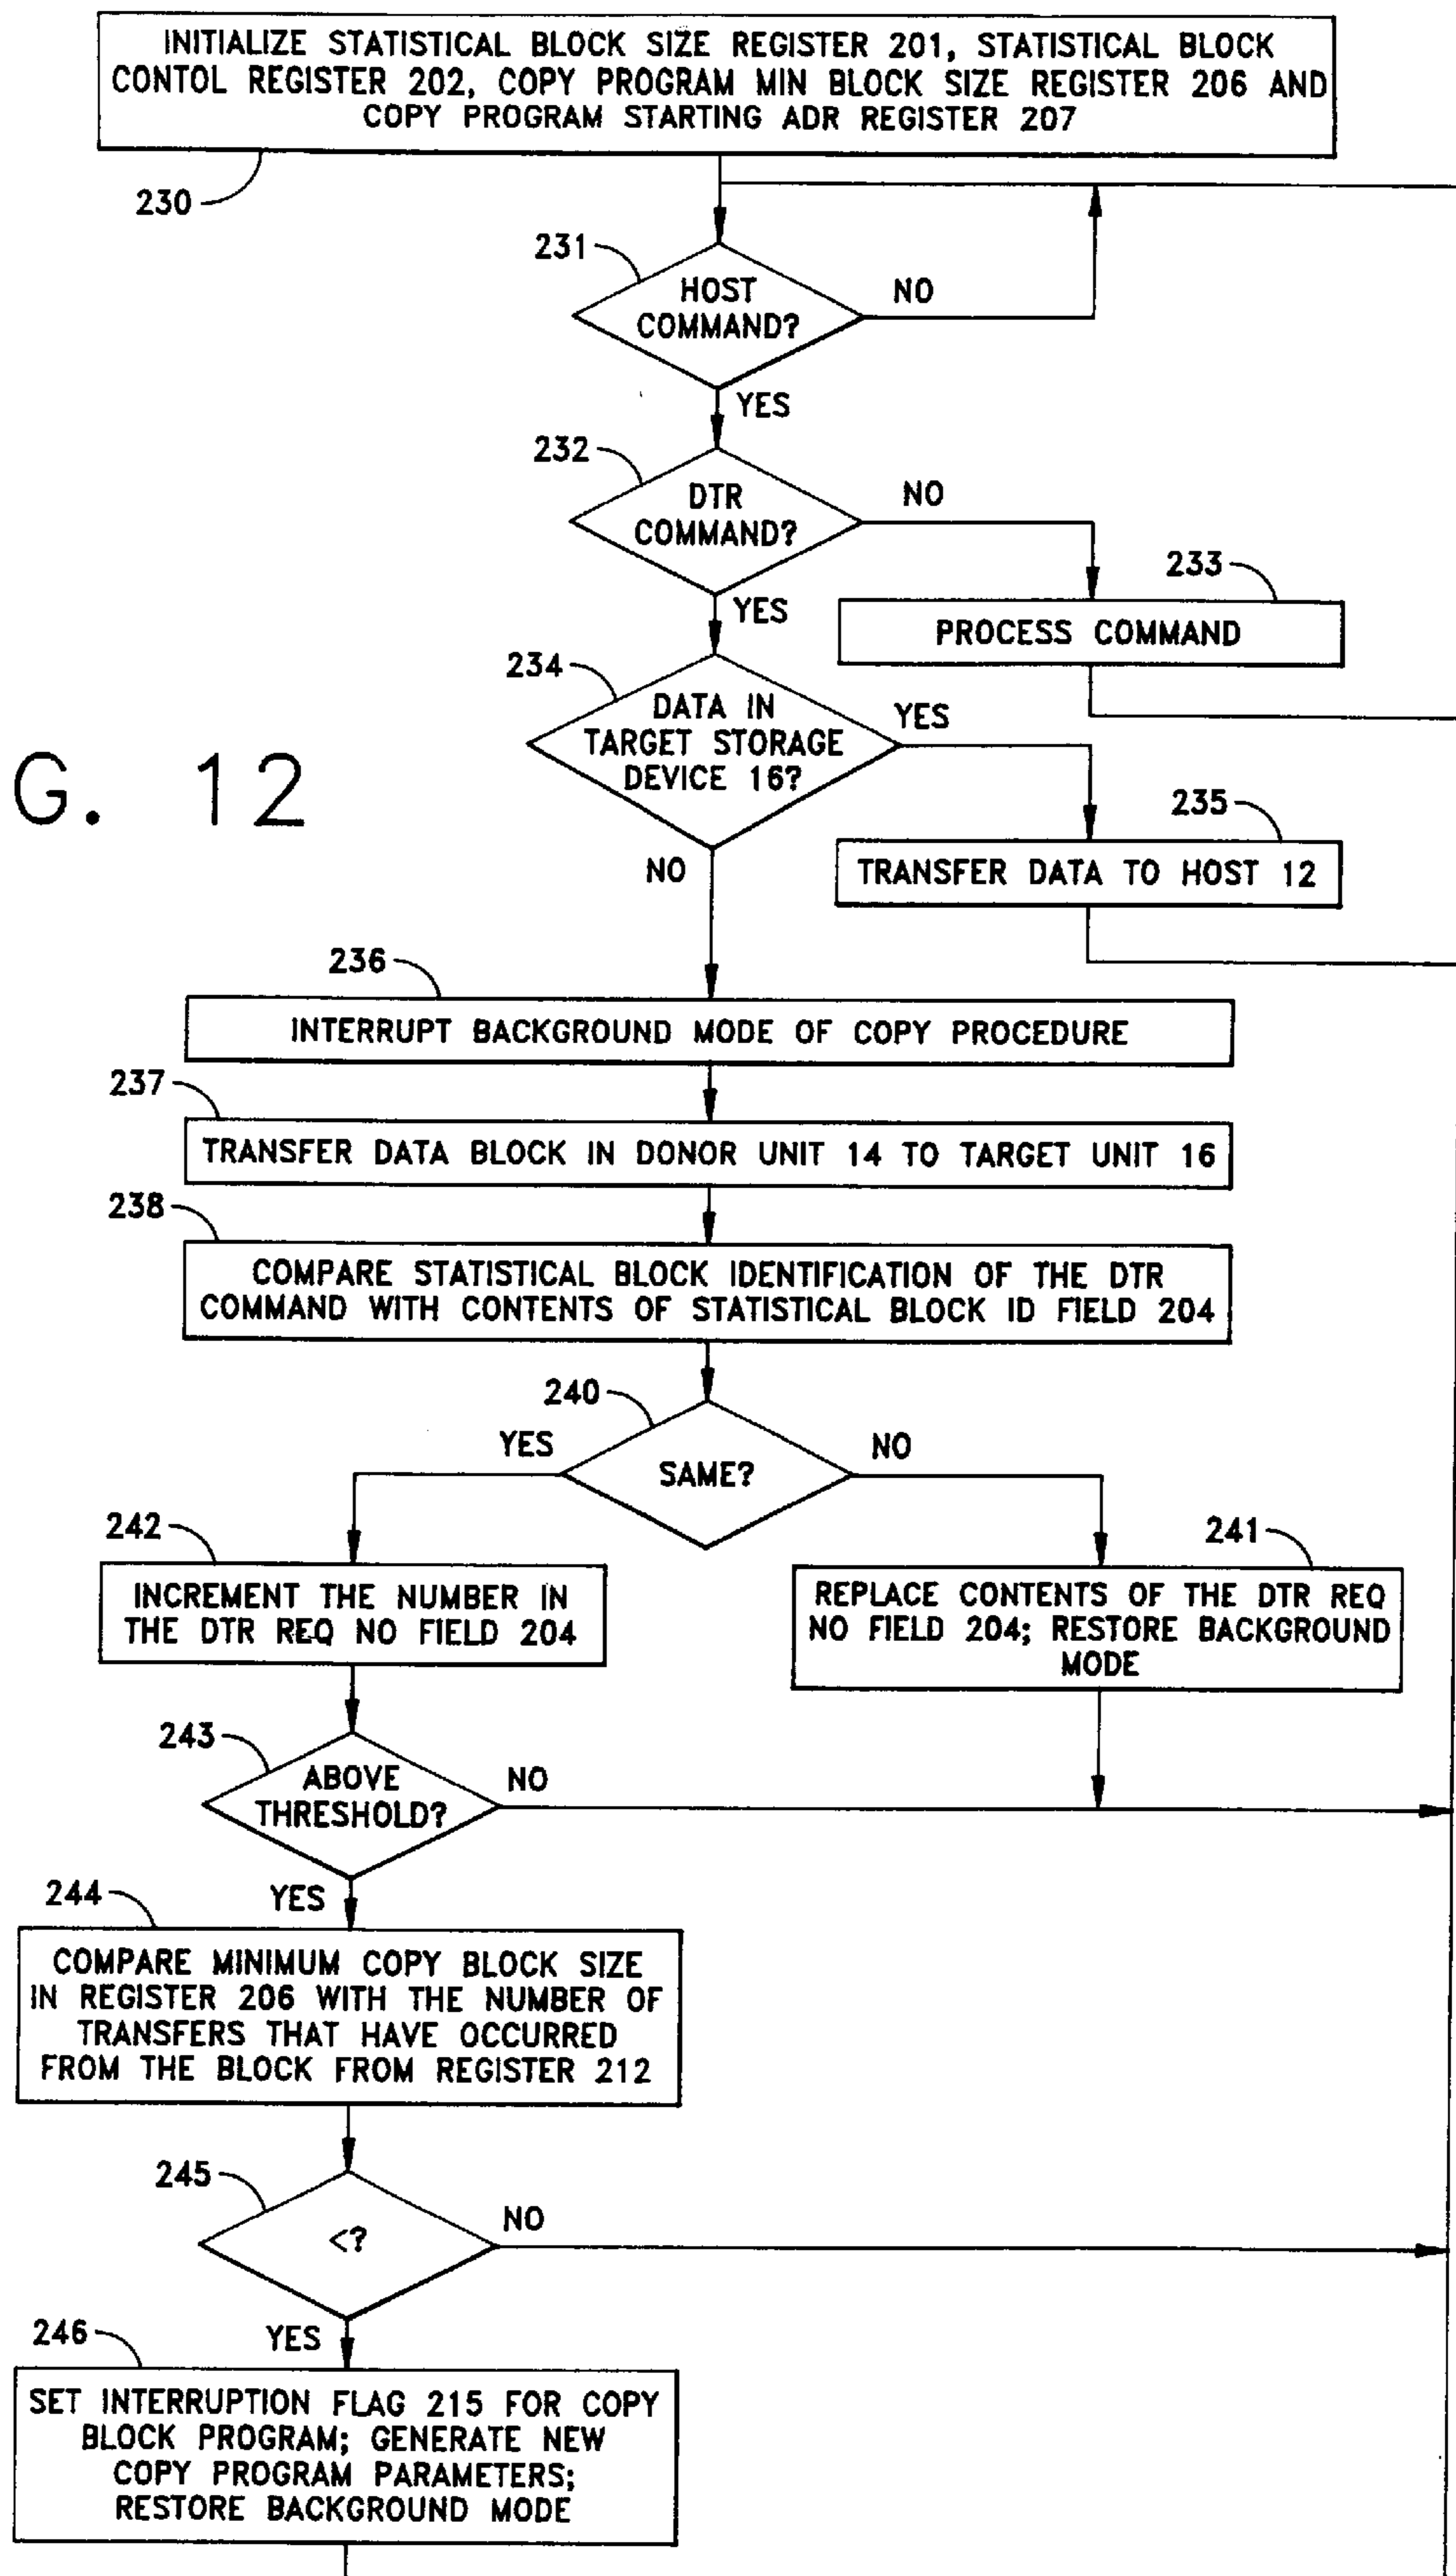 INITIALIZE STATISTICAL BLOCK SIZE REGISTER 201, STATISTICAL BLOCK
CONTOL REGISTER 202, COPY PROGRAM MIN BLOCK SIZE REGISTER 206 AND
COPY PROGRAM STARTING ADR REGISTER 207
230
231
HOST
COMMAND?
NO
YES
232
DTR
COMMAND?
NO
YES
233
PROCESS COMMAND
234
DATA IN
TARGET STORAGE
DEVICE 16?
YES
NO
G. 12
235
TRANSFER DATA TO HOST 12
236
INTERRUPT BACKGROUND MODE OF COPY PROCEDURE
237
TRANSFER DATA BLOCK IN DONOR UNIT 14 TO TARGET UNIT 16
238
COMPARE STATISTICAL BLOCK IDENTIFICATION OF THE DTR
COMMAND WITH CONTENTS OF STATISTICAL BLOCK ID FIELD 204
240
SAME?
YES
NO
242
INCREMENT THE NUMBER IN
THE DTR REQ NO FIELD 204
241
REPLACE CONTENTS OF THE DTR REQ
NO FIELD 204; RESTORE BACKGROUND
MODE
243
ABOVE
THRESHOLD?
NO
YES
244
COMPARE MINIMUM COPY BLOCK SIZE
IN REGISTER 206 WITH THE NUMBER OF
TRANSFERS THAT HAVE OCCURRED
FROM THE BLOCK FROM REGISTER 212
245
<?
NO
YES
246
SET INTERRUPTION FLAG 215 FOR COPY
BLOCK PROGRAM; GENERATE NEW
COPY PROGRAM PARAMETERS;
RESTORE BACKGROUND MODE